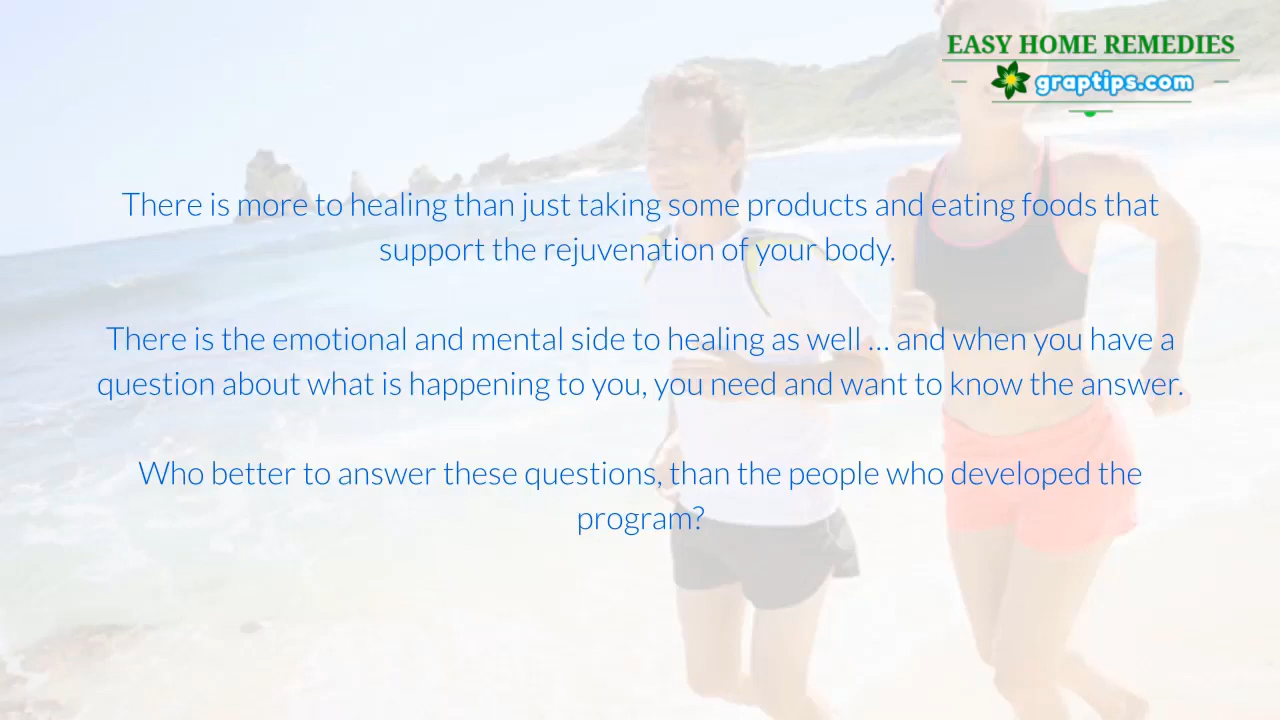 EASY HOME REMEDIES
graptips.com
There is more to healing than just taking some products and eating foods that
support the rejuvenation of your body.
There is the emotional and mental side to healing as well ... and when you have a
question about what is happening to you, you need and want to know the answer.
Who better to answer these questions, than the people who developed the
program?